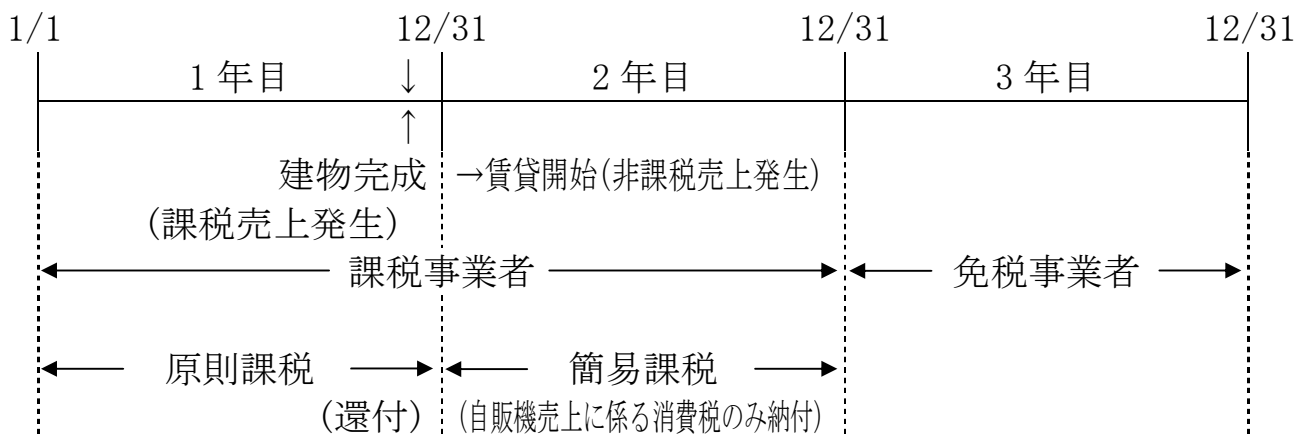 1/1 12/31 12/31 12/31
1年目 ↓ 2年目 3年目
↑
建物完成 →賃貸開始(非課税売上発生)
(課税売上発生)
課税事業者 免税事業者
原則課税 簡易課税
(還付) (自販機売上に係る消費税のみ納付)